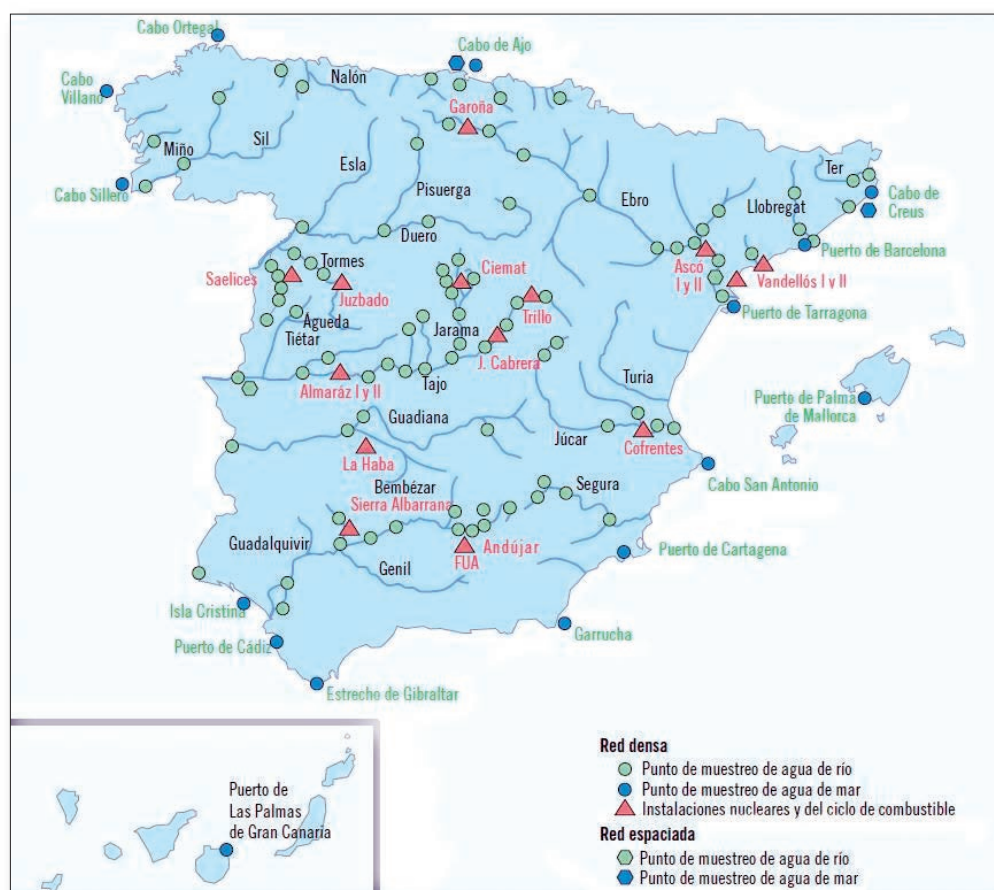 Cabo Ortegal
Cabo de Ajo
Cabo
Villano
Nalón
Garoña
Sil
Miño
Esla
Ter
Cabo Sillero
Pisuerga
Ebro
Llobregat
Cabo de
Creus
Duero
Puerto de Barcelona
Tormes
Ciemat
Ascó
I y II
Saelices
Juzbado
Vandellós I y II
Trillo
Puerto de Tarragona
Águeda
Tiétar
Jarama
J. Cabrera
Almaráz I y II
Tajo
Turia
Puerto de Palma
de Mallorca
Guadiana
Júcar
Cofrentes
La Haba
Cabo San Antonio
Bembézar
Segura
Sierra Albarrana
Guadalquivir
Andújar
FUA
Puerto de Cartagena
Genil
Isla Cristina
Garrucha
Puerto de Cádiz
Estrecho de Gibraltar
Puerto de
Las Palmas
de Gran Canaria
Red densa
Punto de muestreo de agua de río
Punto de muestreo de agua de mar
Instalaciones nucleares y del ciclo de combustible
Red espaciada
Punto de muestreo de agua de río
Punto de muestreo de agua de mar